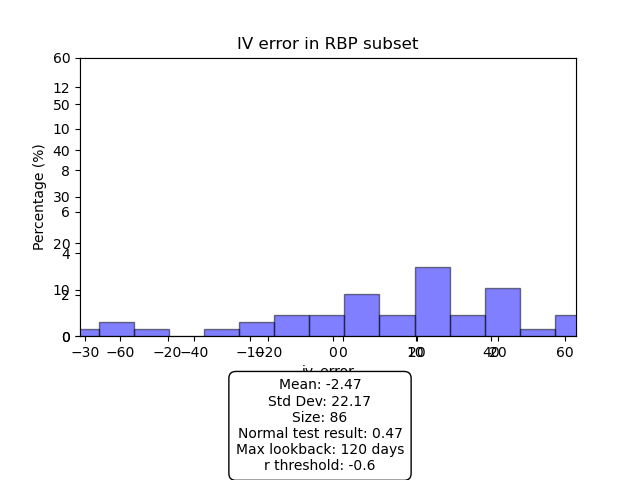 IV error in RBP subset
Percentage (%)
60
12
50
10
40
8
30
6
20
4
10
2
0
−30 −60 −20 −40 −10 −20 0 0 10 20 20 40 60
iv_error
Mean: -2.47
Std Dev: 22.17
Size: 86
Normal test result: 0.47
Max lookback: 120 days
r threshold: -0.6